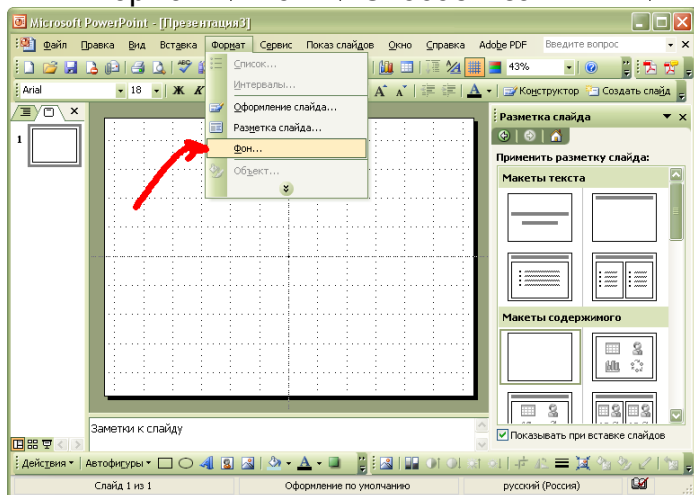 Microsoft PowerPoint - [Презентация3]
Файл Правка Вид Вставка Формат Сервис Показ слайдов Окно Справка Adobe PDF Введите вопрос
Список...
43%
Интервалы...
Arial 18 Ж К
Конструктор Создать слайд
Оформление слайда...
Разметка слайда
Разметка слайда...
1
Фон...
Применить разметку слайда:
Объект...
Макеты текста
Макеты содержимого
Заметки к слайду
Показывать при вставке слайдов
Действия Автофигуры
Слайд 1 из 1 Оформление по умолчанию русский (Россия)